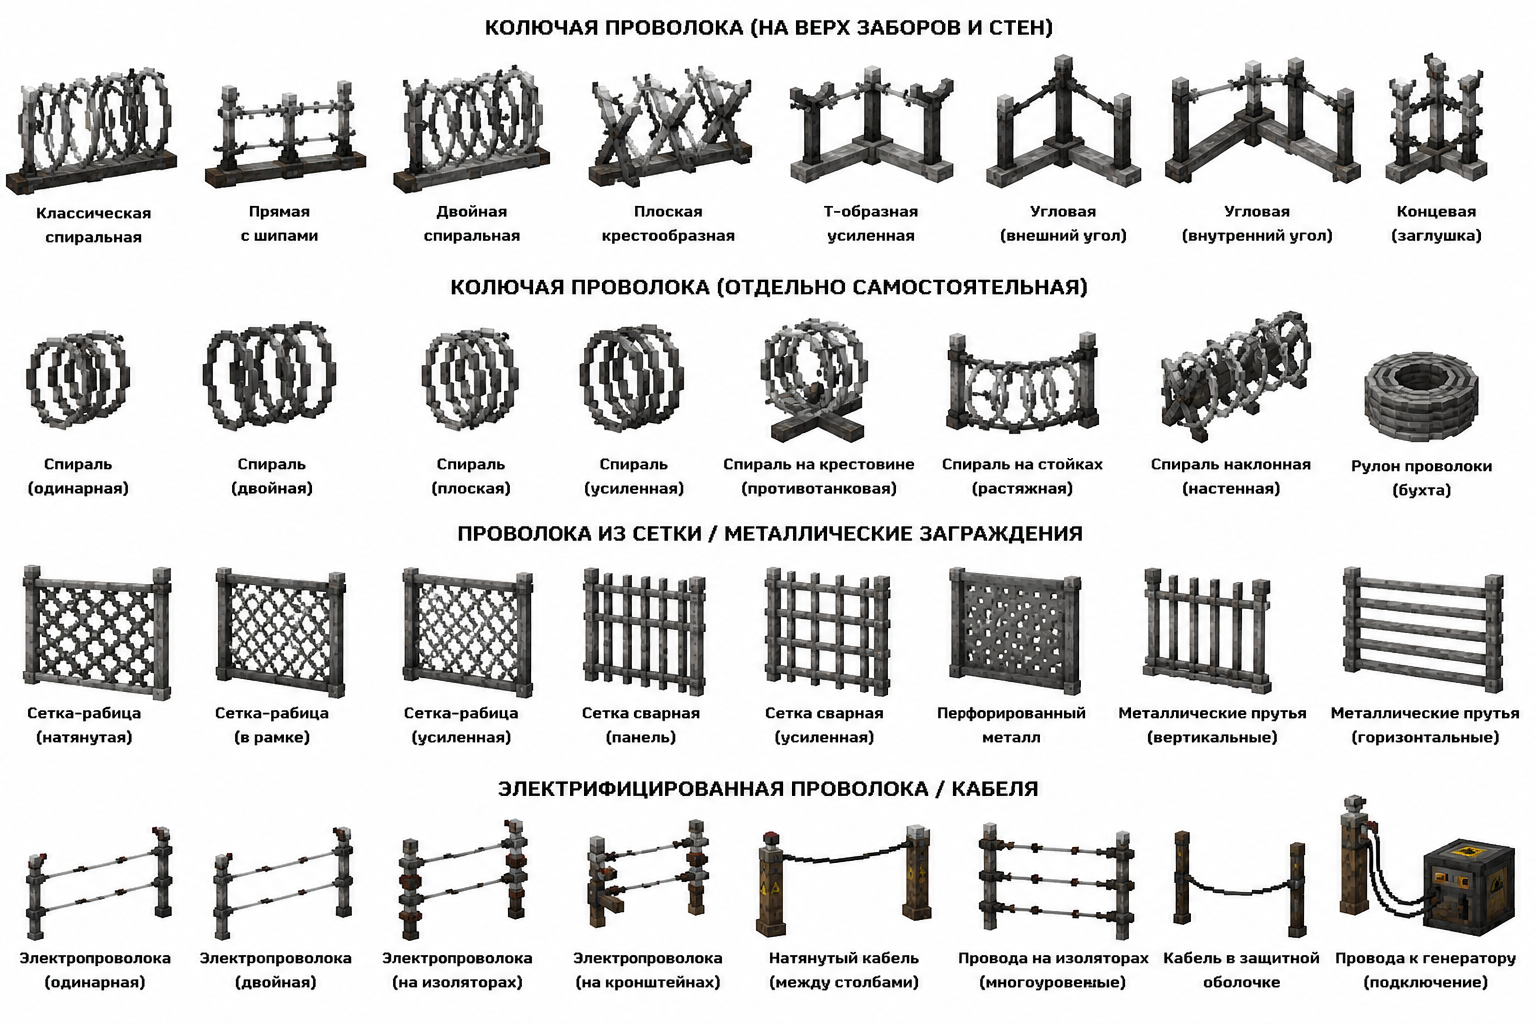 КОЛЮЧАЯ ПРОВОЛОКА (НА ВЕРХ ЗАБОРОВ И СТЕН)
Классическая спиральная
Прямая с шипами
Двойная спиральная
Плоская крестообразная
Т-образная усиленная
Угловая (внешний угол)
Угловая (внутренний угол)
Концевая (заглушка)
КОЛЮЧАЯ ПРОВОЛОКА (ОТДЕЛЬНО САМОСТОЯТЕЛЬНАЯ)
Спираль (одинарная)
Спираль (двойная)
Спираль (плоская)
Спираль (усиленная)
Спираль на крестовине (противотанковая)
Спираль на стойках (растяжная)
Спираль наклонная (настенная)
Рулон проволоки (бухта)
ПРОВОЛОКА ИЗ СЕТКИ / МЕТАЛЛИЧЕСКИЕ ЗАГРАЖДЕНИЯ
Сетка-рабица (натянутая)
Сетка-рабица (в рамке)
Сетка-рабица (усиленная)
Сетка сварная (панель)
Сетка сварная (усиленная)
Перфорированный металл
Металлические прутья (вертикальные)
Металлические прутья (горизонтальные)
ЭЛЕКТРИФИЦИРОВАННАЯ ПРОВОЛОКА / КАБЕЛЯ
Электропроволока (одинарная)
Электропроволока (двойная)
Электропроволока (на изоляторах)
Электропроволока (на кронштейнах)
Натянутый кабель (между столбами)
Провода на изоляторах (многоуровеные)
Кабель в защитной оболочке
Провода к генератору (подключение)